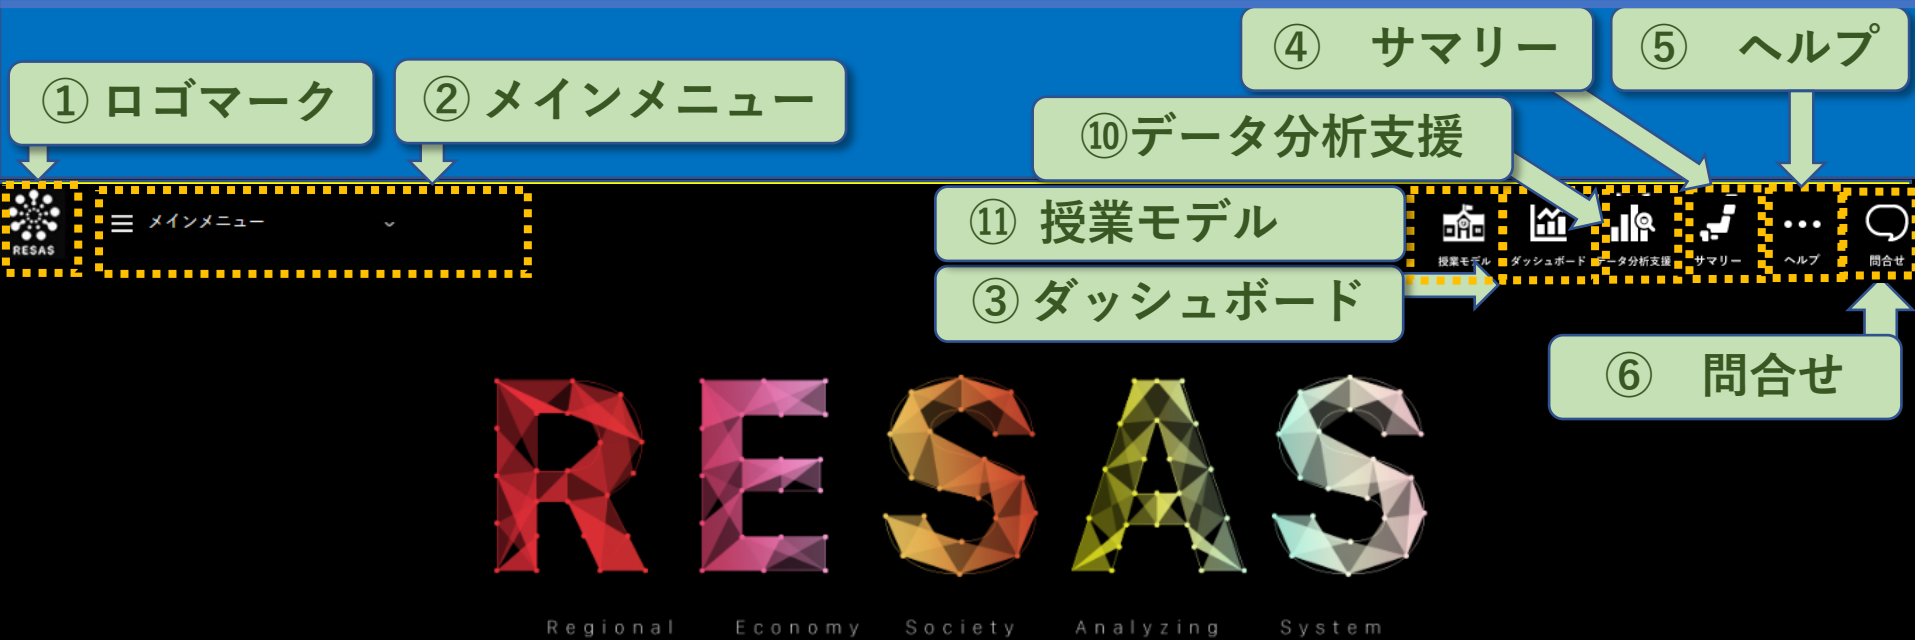 ④ サマリー
⑤ ヘルプ
① ロゴマーク
② メインメニュー
⑩データ分析支援
⑪ 授業モデル
③ ダッシュボード
RESAS
メインメニュー
授業モデル
ダッシュボード
データ分析支援
サマリー
ヘルプ
問合せ
⑥ 問合せ
RESAS
Regional Economy Society Analyzing System